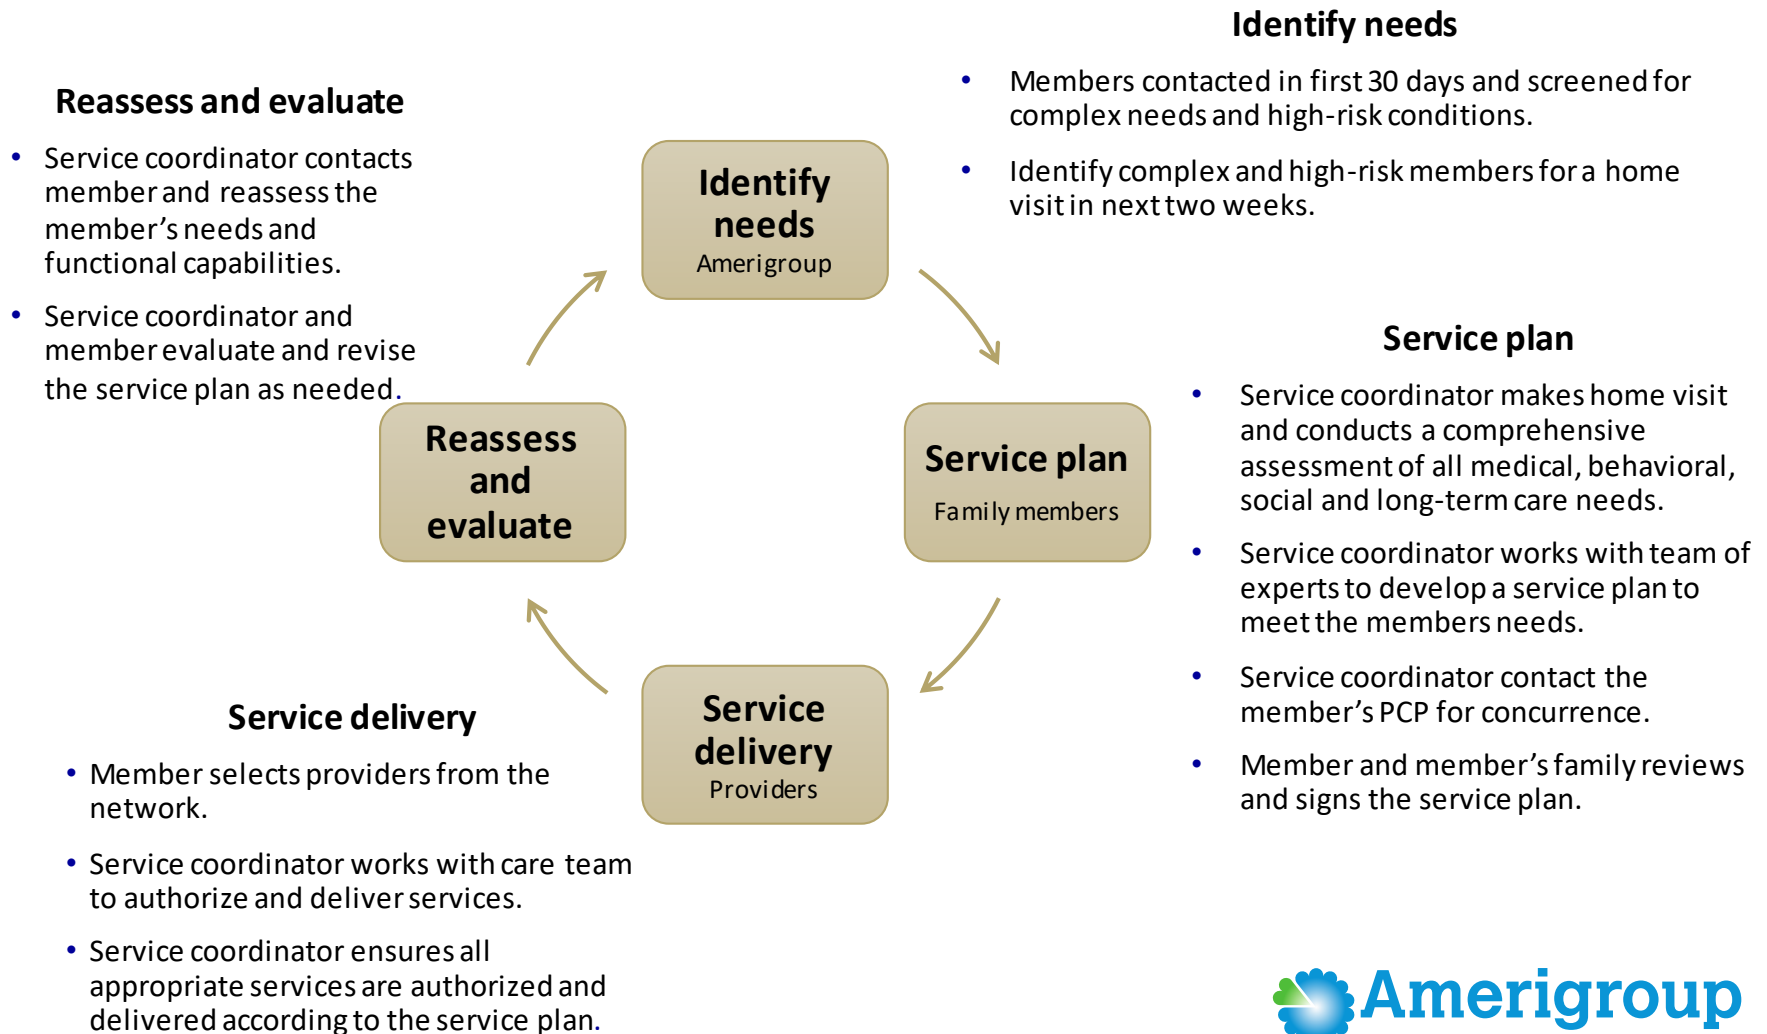 Identify needs
• Members contacted in first 30 days and screened for
complex needs and high-risk conditions.
• Identify complex and high-risk members for a home
visit in next two weeks.
Reassess and evaluate
• Service coordinator contacts
member and reassess the
member’s needs and
functional capabilities.
• Service coordinator and
member evaluate and revise
the service plan as needed.
Identify
needs
Amerigroup
Service plan
Family members
Service
delivery
Providers
Reassess
and
evaluate
Service plan
• Service coordinator makes home visit
and conducts a comprehensive
assessment of all medical, behavioral,
social and long-term care needs.
• Service coordinator works with team of
experts to develop a service plan to
meet the members needs.
• Service coordinator contact the
member’s PCP for concurrence.
• Member and member’s family reviews
and signs the service plan.
Service delivery
• Member selects providers from the
network.
• Service coordinator works with care team
to authorize and deliver services.
• Service coordinator ensures all
appropriate services are authorized and
delivered according to the service plan.
Amerigroup